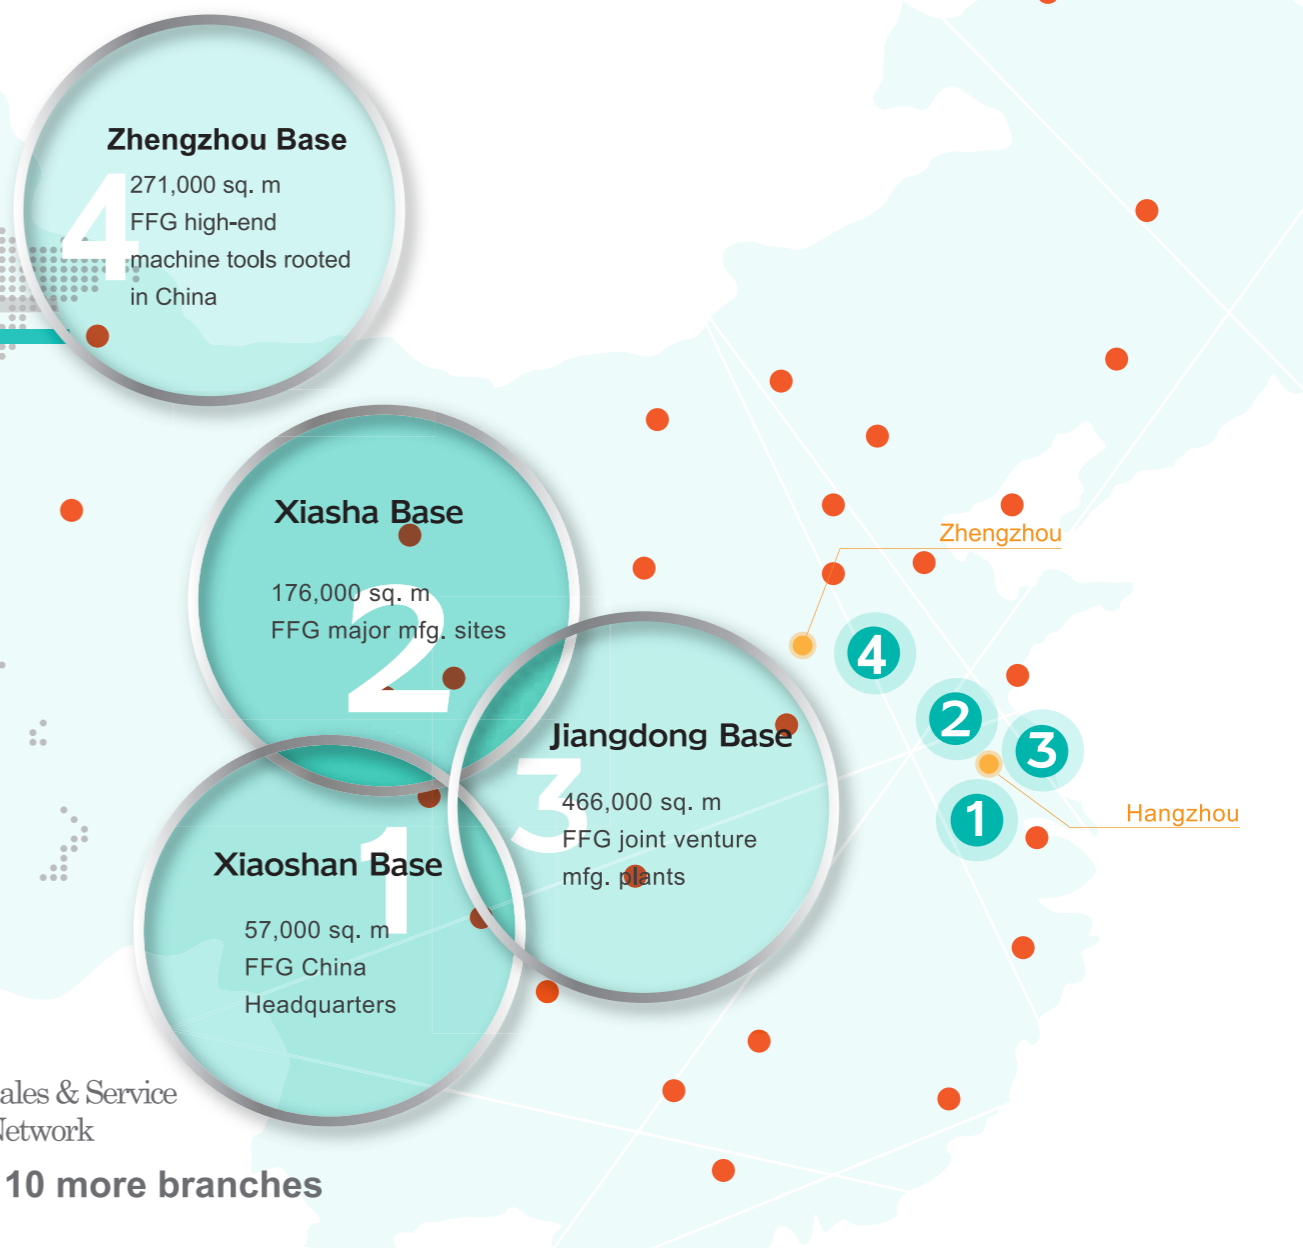 Zhengzhou Base
4
271,000 sq. m
FFG high-end
machine tools rooted
in China
Xiasha Base
2
176,000 sq. m
FFG major mfg. sites
Jiangdong Base
3
466,000 sq. m
FFG joint venture
mfg. plants
Xiaoshan Base
1
57,000 sq. m
FFG China
Headquarters
Zhengzhou
4
2
3
1
Hangzhou
ales & Service
etwork
10 more branches